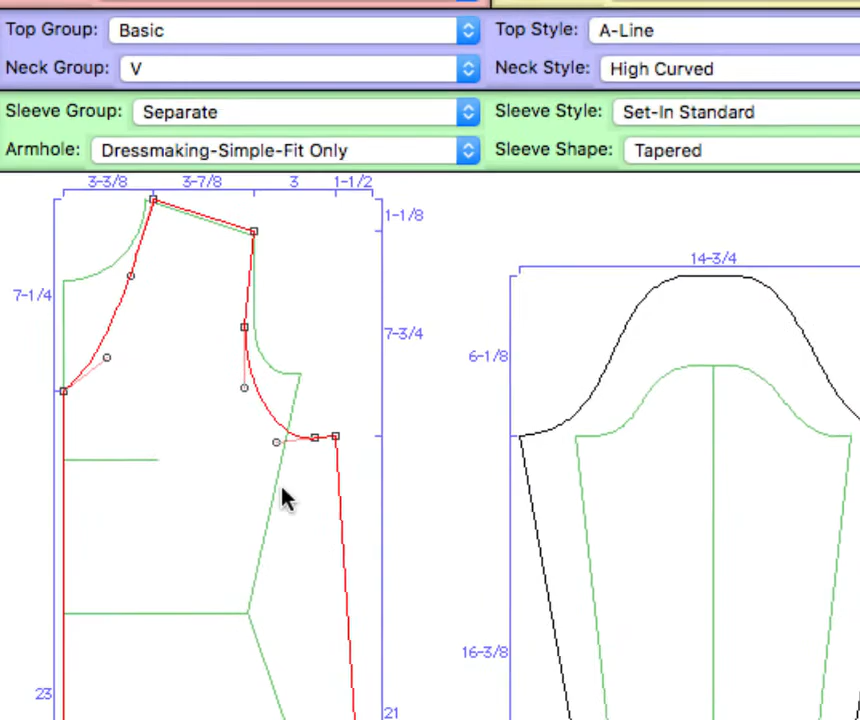 Top Group: Basic Top Style: A-Line
Neck Group: V Neck Style: High Curved
Sleeve Group: Separate Sleeve Style: Set-In Standard
Armhole: Dressmaking-Simple-Fit Only Sleeve Shape: Tapered
3-3/8 3-7/8 3 1-1/2
1-1/8
14-3/4
7-1/4
7-3/4
6-1/8
16-3/8
23
21